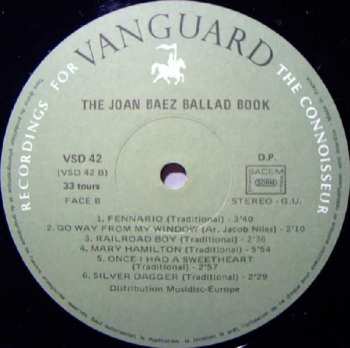 RECORDINGS FOR VANGUARD THE CONNOISSEUR
THE JOAN BAEZ BALLAD BOOK
VSD 42
(VSD 42 B)
33 tours
FACE B
D.P.
SACEM
STEREO - G.U.
1. FENNARIO (Traditional) - 3'40
2. GO WAY FROM MY WINDOW (Ar. Jacob Niles) - 2'10
3. RAILROAD BOY (Traditional) - 2'36
4. MARY HAMILTON (Traditional) - 5'54
5. ONCE I HAD A SWEETHEART
(Traditional) - 2'57
6. SILVER DAGGER (Traditional) - 2'29
Distribution Musidisc-Europe